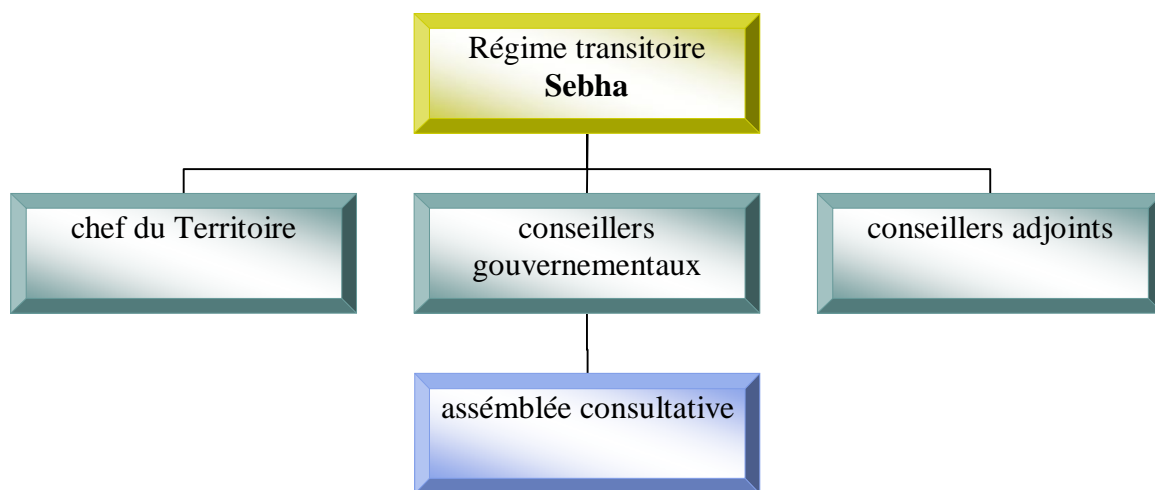 Régime transitoire
Sebha
chef du Territoire
conseillers
gouvernementaux
conseillers adjoints
assémblée consultative